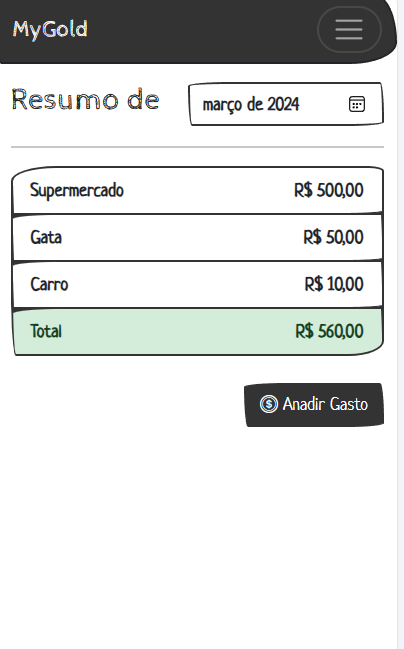 MyGold
Resumo de
março de 2024
Supermercado R$ 500,00
Gata R$ 50,00
Carro R$ 10,00
Total R$ 560,00
$ Anadir Gasto